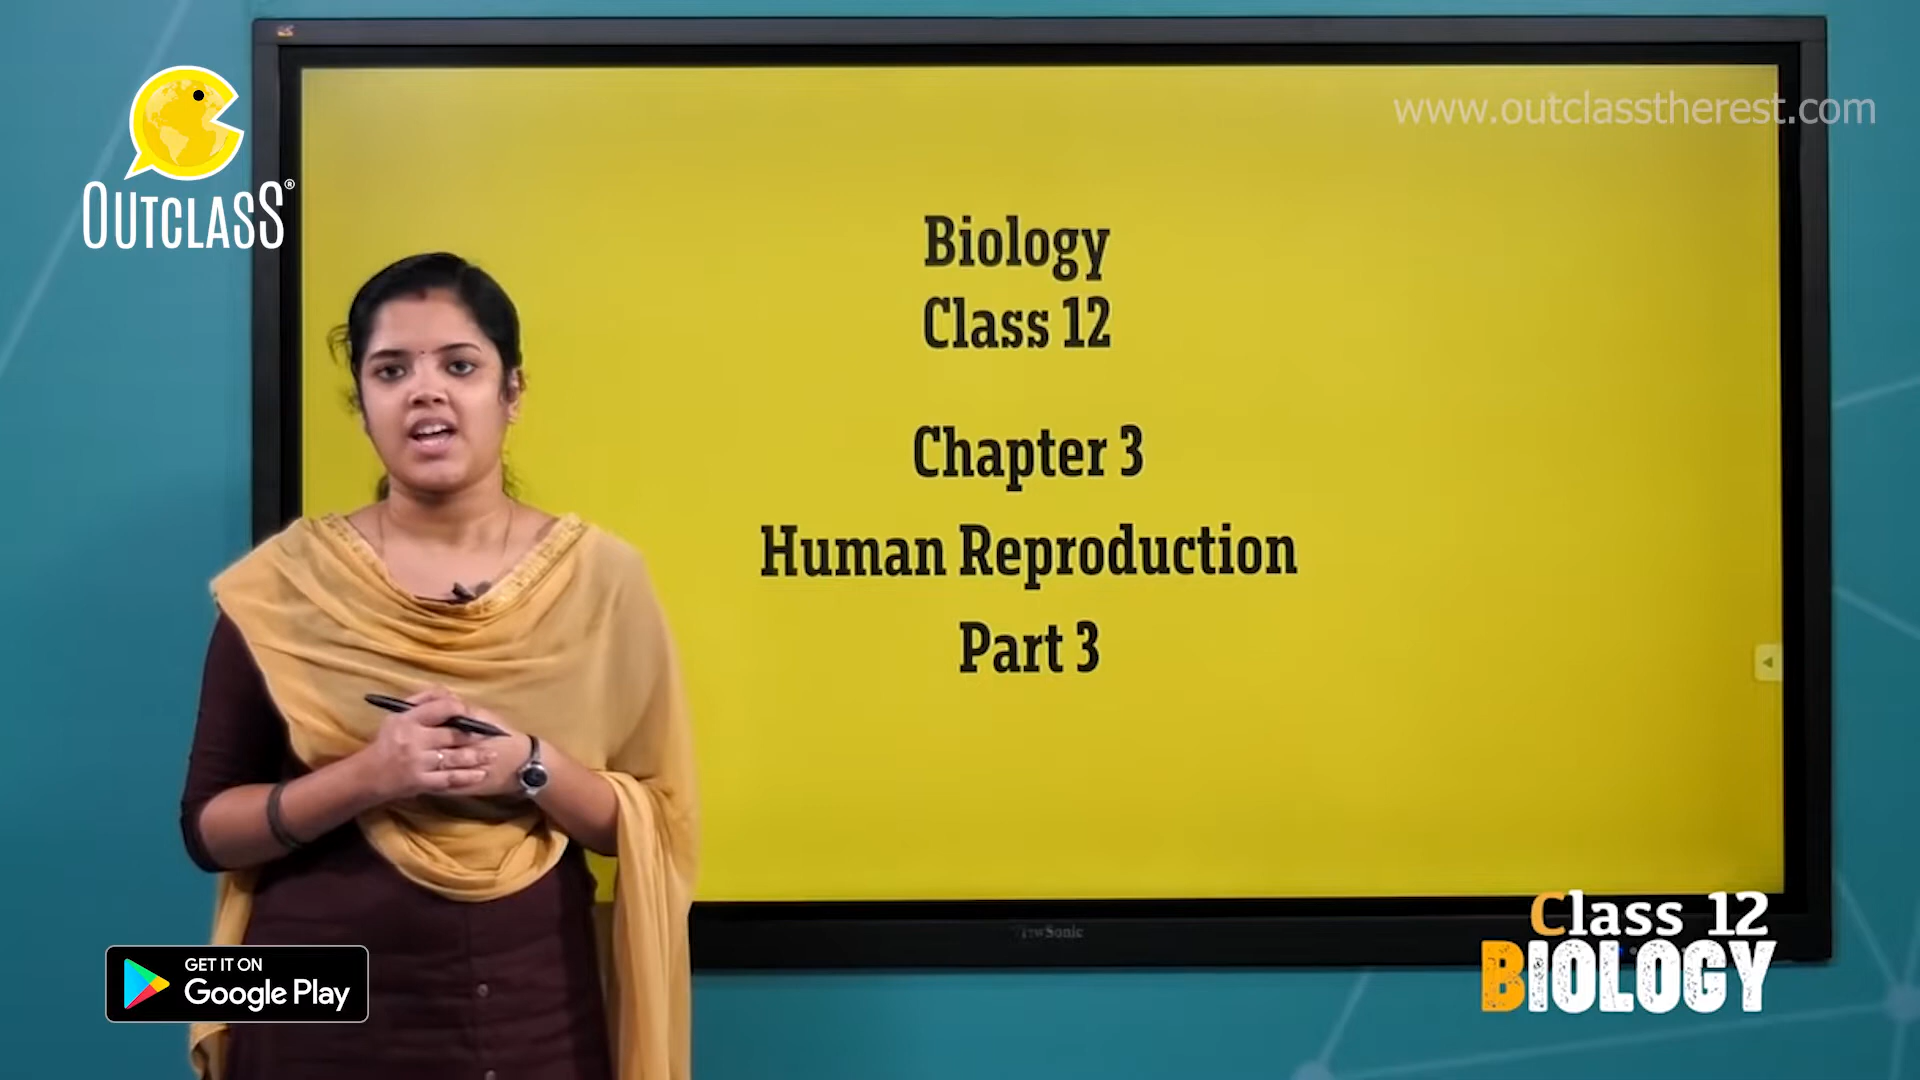 www.outclasstherest.com
OUTCLASS®
Biology
Class 12
Chapter 3
Human Reproduction
Part 3
ViewSonic
Class 12
BIOLOGY
GET IT ON
Google Play